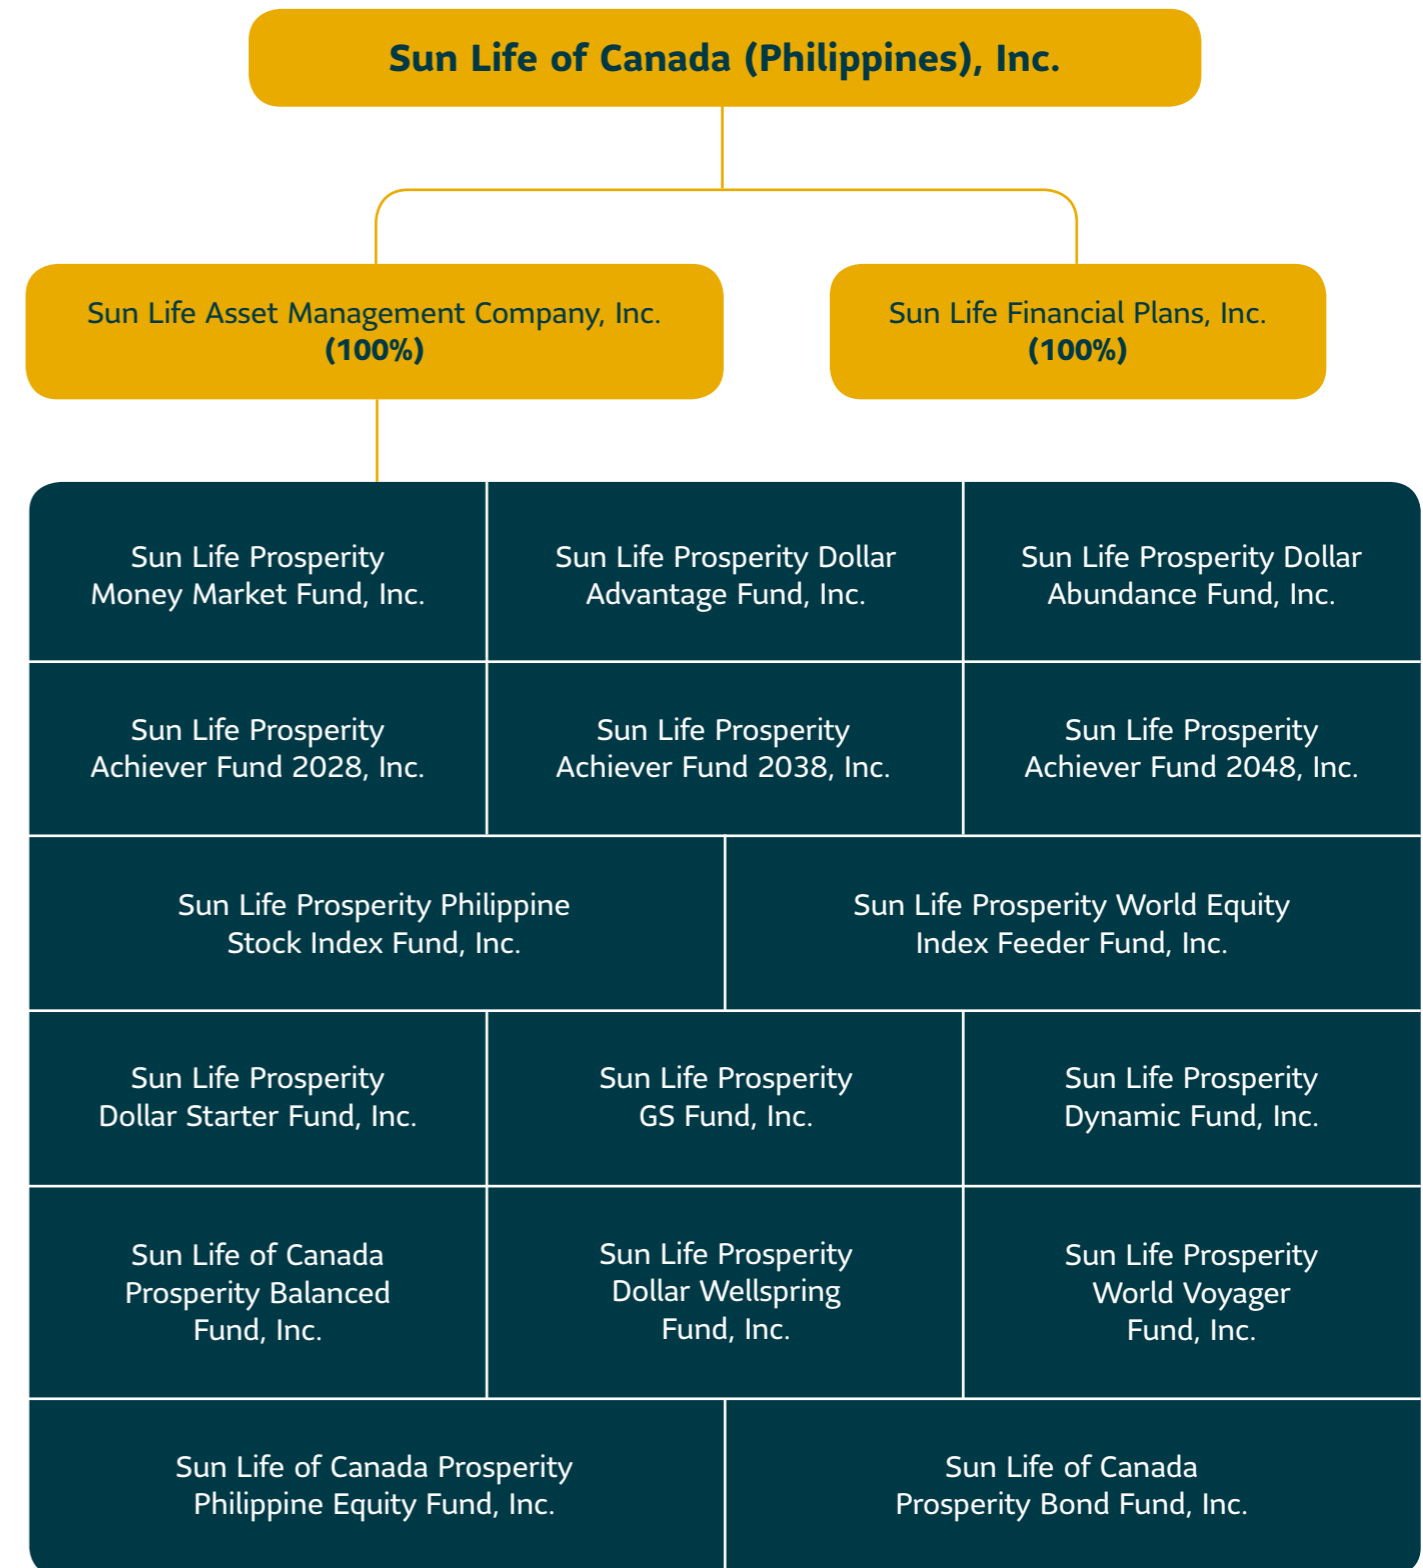 Sun Life of Canada (Philippines), Inc.
Sun Life Asset Management Company, Inc.
(100%)
Sun Life Financial Plans, Inc.
(100%)
Sun Life Prosperity
Money Market Fund, Inc.
Sun Life Prosperity Dollar
Advantage Fund, Inc.
Sun Life Prosperity Dollar
Abundance Fund, Inc.
Sun Life Prosperity
Achiever Fund 2028, Inc.
Sun Life Prosperity
Achiever Fund 2038, Inc.
Sun Life Prosperity
Achiever Fund 2048, Inc.
Sun Life Prosperity Philippine
Stock Index Fund, Inc.
Sun Life Prosperity World Equity
Index Feeder Fund, Inc.
Sun Life Prosperity
Dollar Starter Fund, Inc.
Sun Life Prosperity
GS Fund, Inc.
Sun Life Prosperity
Dynamic Fund, Inc.
Sun Life of Canada
Prosperity Balanced
Fund, Inc.
Sun Life Prosperity
Dollar Wellspring
Fund, Inc.
Sun Life Prosperity
World Voyager
Fund, Inc.
Sun Life of Canada Prosperity
Philippine Equity Fund, Inc.
Sun Life of Canada
Prosperity Bond Fund, Inc.